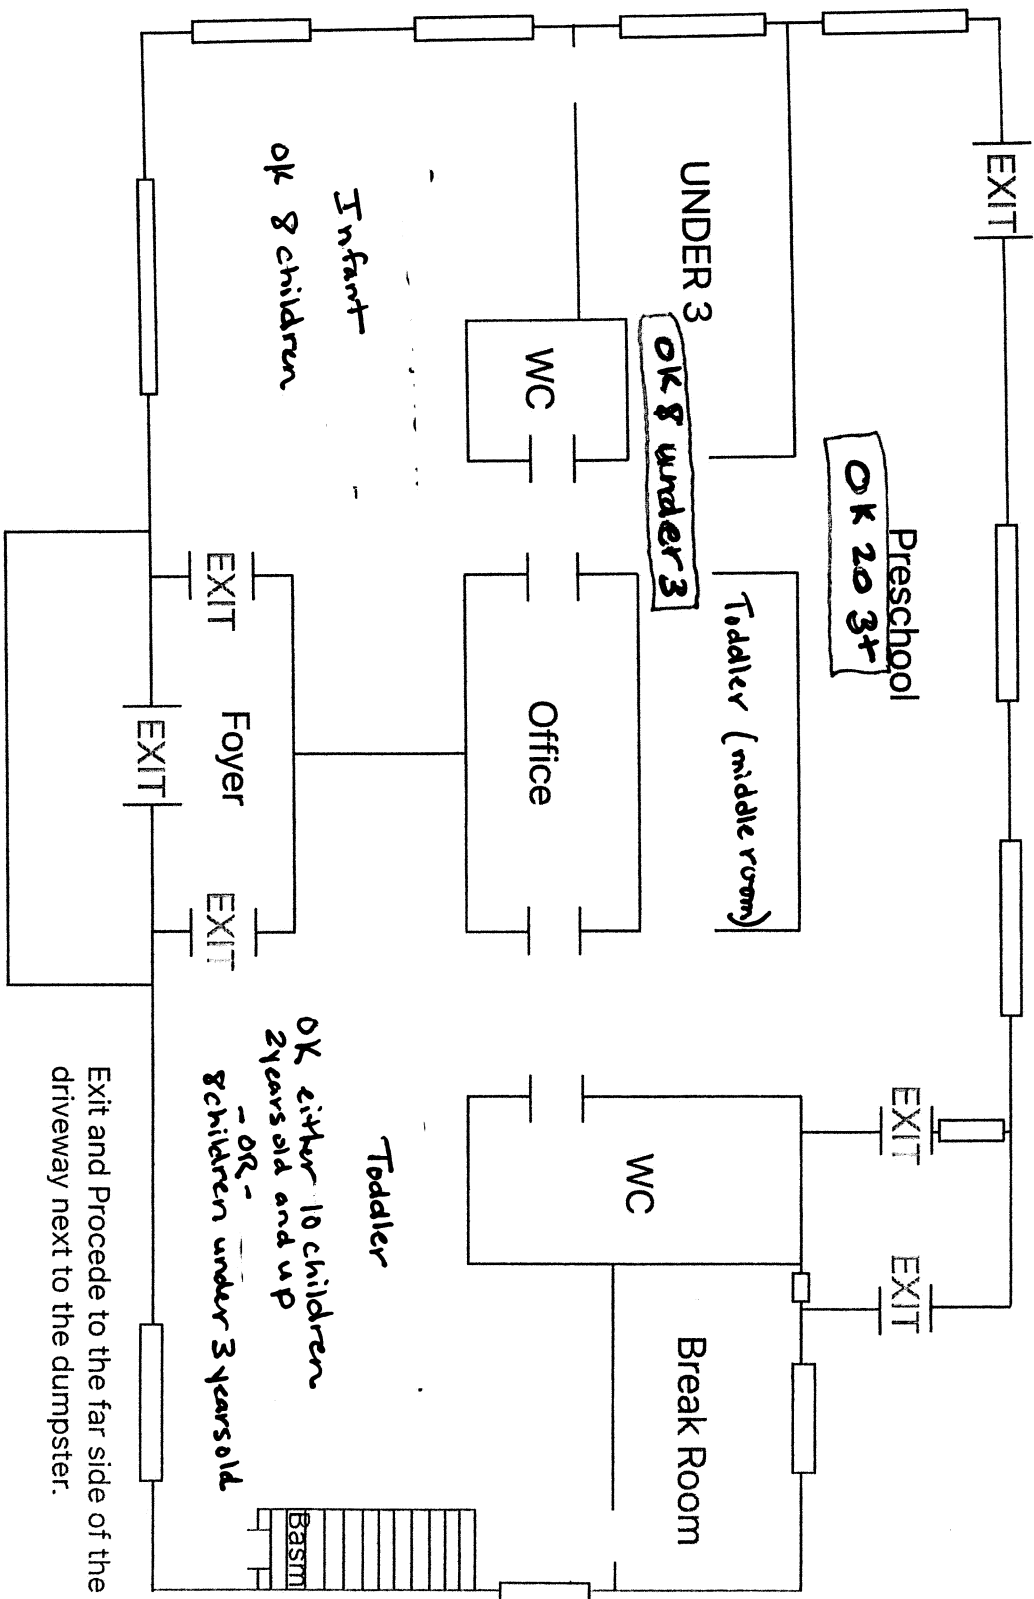 EXIT
Preschool
OK 20 3+
UNDER 3
OK 8 under 3
Toddler (middle room)
EXIT
EXIT
WC
Office
WC
Break Room
Infant
OK 8 children
EXIT
Foyer
EXIT
EXIT
Toddler
OK either 10 children
2 years old and up
- OR -
8 children under 3 years old
Basm
Exit and Procede to the far side of the
driveway next to the dumpster.